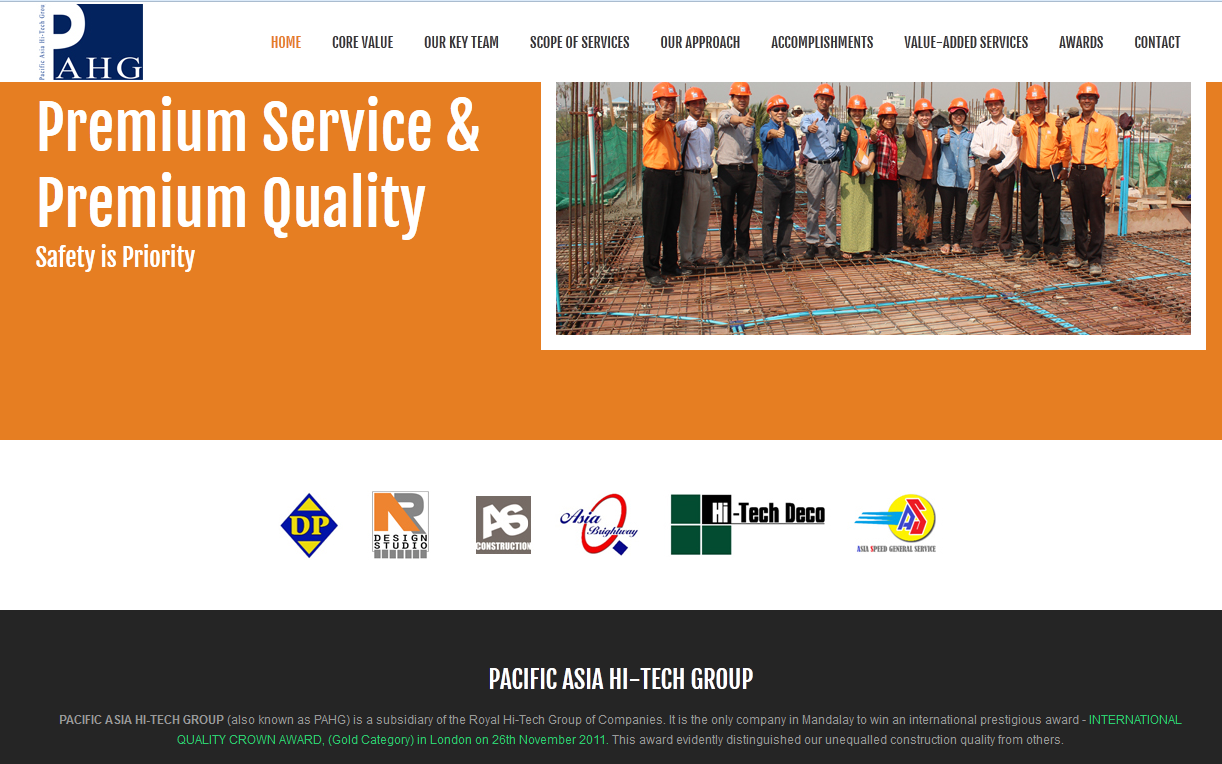 Pacific Asia Hi-Tech Grou
P
AHG
HOME
CORE VALUE
OUR KEY TEAM
SCOPE OF SERVICES
OUR APPROACH
ACCOMPLISHMENTS
VALUE-ADDED SERVICES
AWARDS
CONTACT
Premium Service &
Premium Quality
Safety is Priority
DP
NR
DESIGN
STUDIO
AS
CONSTRUCTION
Asia
Brightway
Hi-Tech Deco
AS
ASIA SPEED GENERAL SERVICE
PACIFIC ASIA HI-TECH GROUP
PACIFIC ASIA HI-TECH GROUP (also known as PAHG) is a subsidiary of the Royal Hi-Tech Group of Companies. It is the only company in Mandalay to win an international prestigious award - INTERNATIONAL
QUALITY CROWN AWARD, (Gold Category) in London on 26th November 2011. This award evidently distinguished our unequalled construction quality from others.